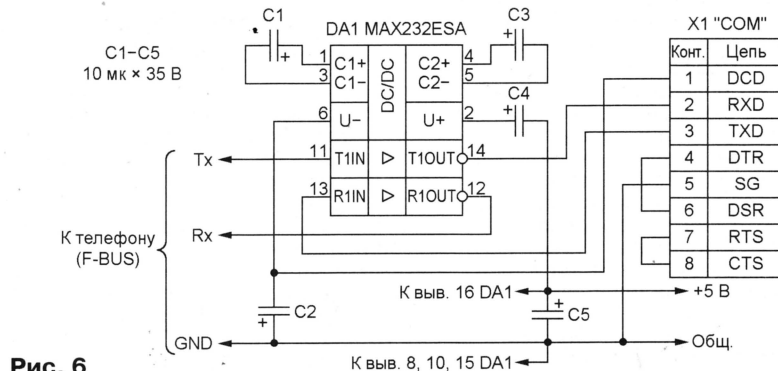 C1
DA1 MAX232ESA
C3
X1 "COM"
C1–C5
10 мк × 35 В
Конт. Цепь
1 DCD
2 RXD
3 TXD
4 DTR
5 SG
6 DSR
7 RTS
8 CTS
+
1 C1+
3 C1–
DC/DC
C2+ 4
C2– 5
+
C4
+
6 U–
U+ 2
Tx
11 T1IN ▷ T1OUT 14
13 R1IN ▷ R1OUT 12
К телефону
(F-BUS)
Rx
К выв. 16 DA1
+5 В
C2
+
+
C5
GND
Общ.
К выв. 8, 10, 15 DA1
Рис. 6